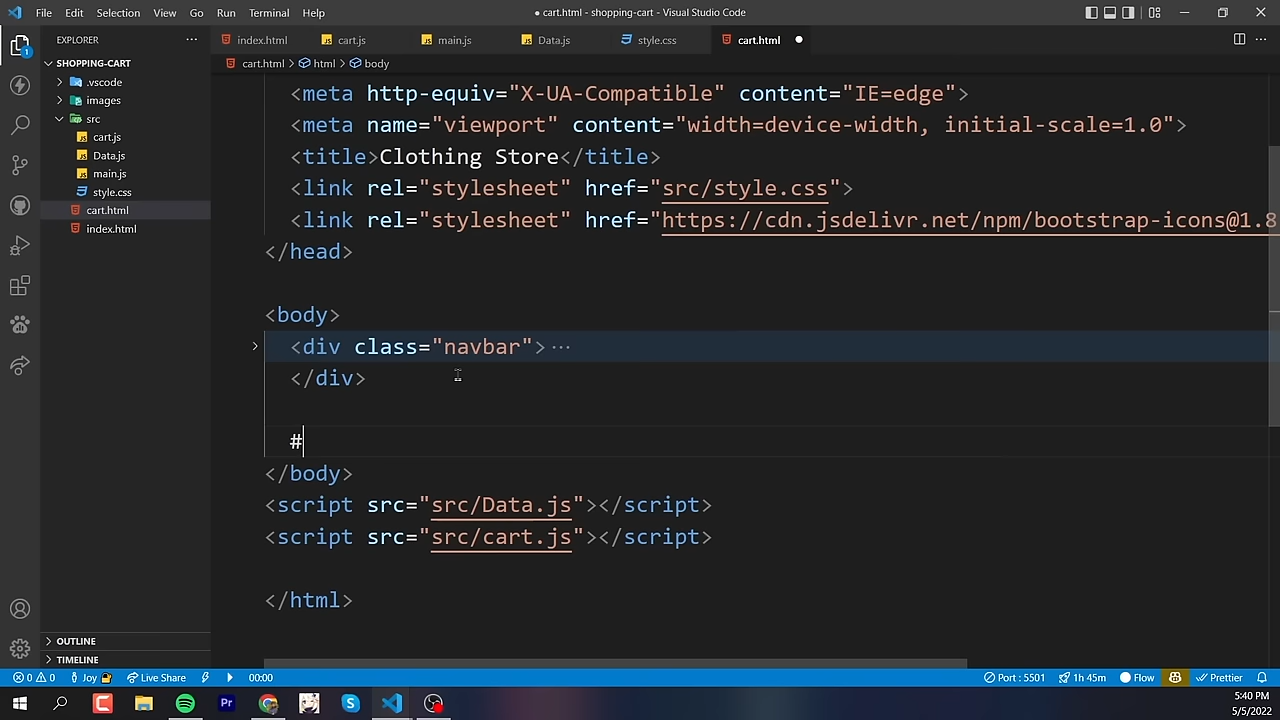 File Edit Selection View Go Run Terminal Help
● cart.html - shopping-cart - Visual Studio Code
EXPLORER ···
index.html
cart.js
main.js
Data.js
style.css
cart.html ●
SHOPPING-CART
cart.html > html > body
.vscode
images
src
cart.js
Data.js
main.js
style.css
cart.html
index.html
1
<meta http-equiv="X-UA-Compatible" content="IE=edge">
<meta name="viewport" content="width=device-width, initial-scale=1.0">
<title>Clothing Store</title>
<link rel="stylesheet" href="src/style.css">
<link rel="stylesheet" href="https://cdn.jsdelivr.net/npm/bootstrap-icons@1.8
</head>
<body>
<div class="navbar">···
</div>
#
</body>
<script src="src/Data.js"></script>
<script src="src/cart.js"></script>
</html>
OUTLINE
TIMELINE
0 0 Joy Live Share 00:00 Port : 5501 1h 45m Flow Prettier
Pr
5:40 PM
5/5/2022